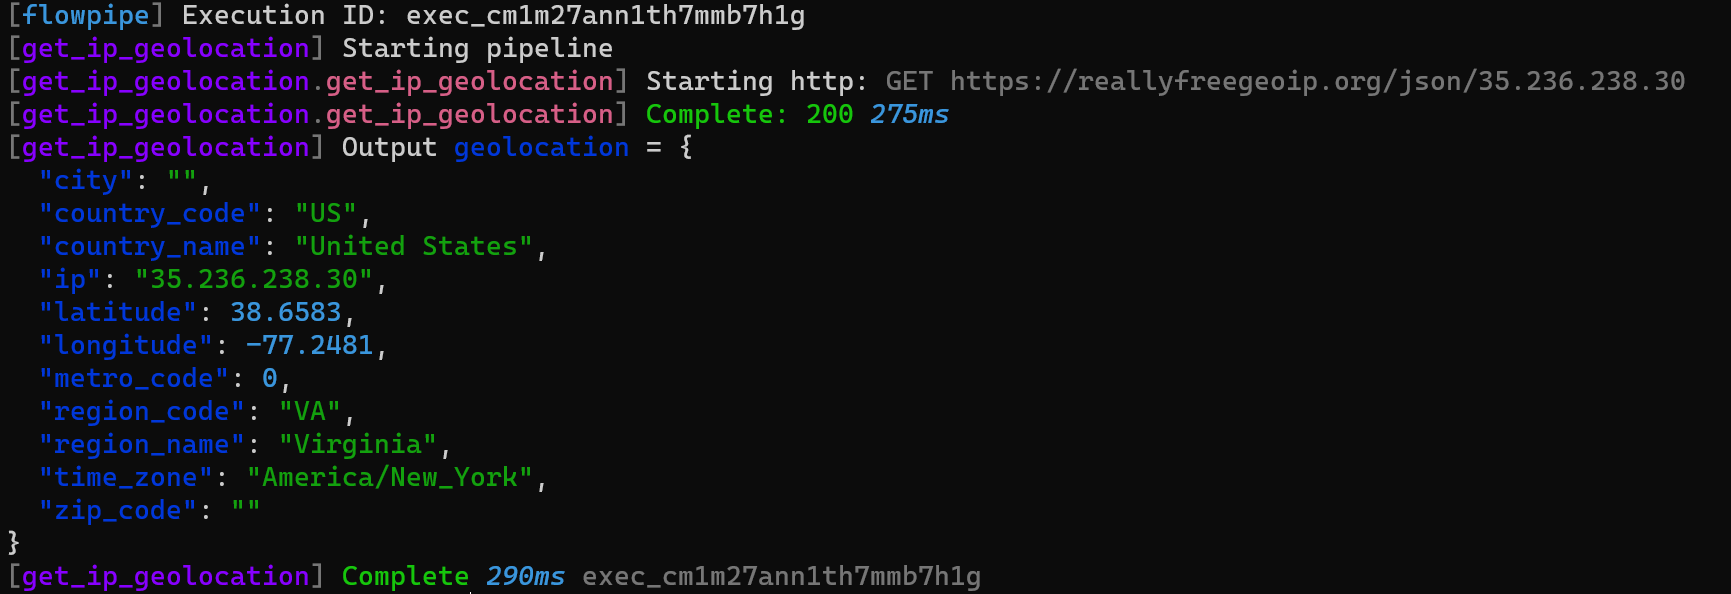 [flowpipe] Execution ID: exec_cm1m27ann1th7mmb7h1g
[get_ip_geolocation] Starting pipeline
[get_ip_geolocation.get_ip_geolocation] Starting http: GET https://reallyfreegeoip.org/json/35.236.238.30
[get_ip_geolocation.get_ip_geolocation] Complete: 200 275ms
[get_ip_geolocation] Output geolocation = {
  "city": "",
  "country_code": "US",
  "country_name": "United States",
  "ip": "35.236.238.30",
  "latitude": 38.6583,
  "longitude": -77.2481,
  "metro_code": 0,
  "region_code": "VA",
  "region_name": "Virginia",
  "time_zone": "America/New_York",
  "zip_code": ""
}
[get_ip_geolocation] Complete 290ms exec_cm1m27ann1th7mmb7h1g